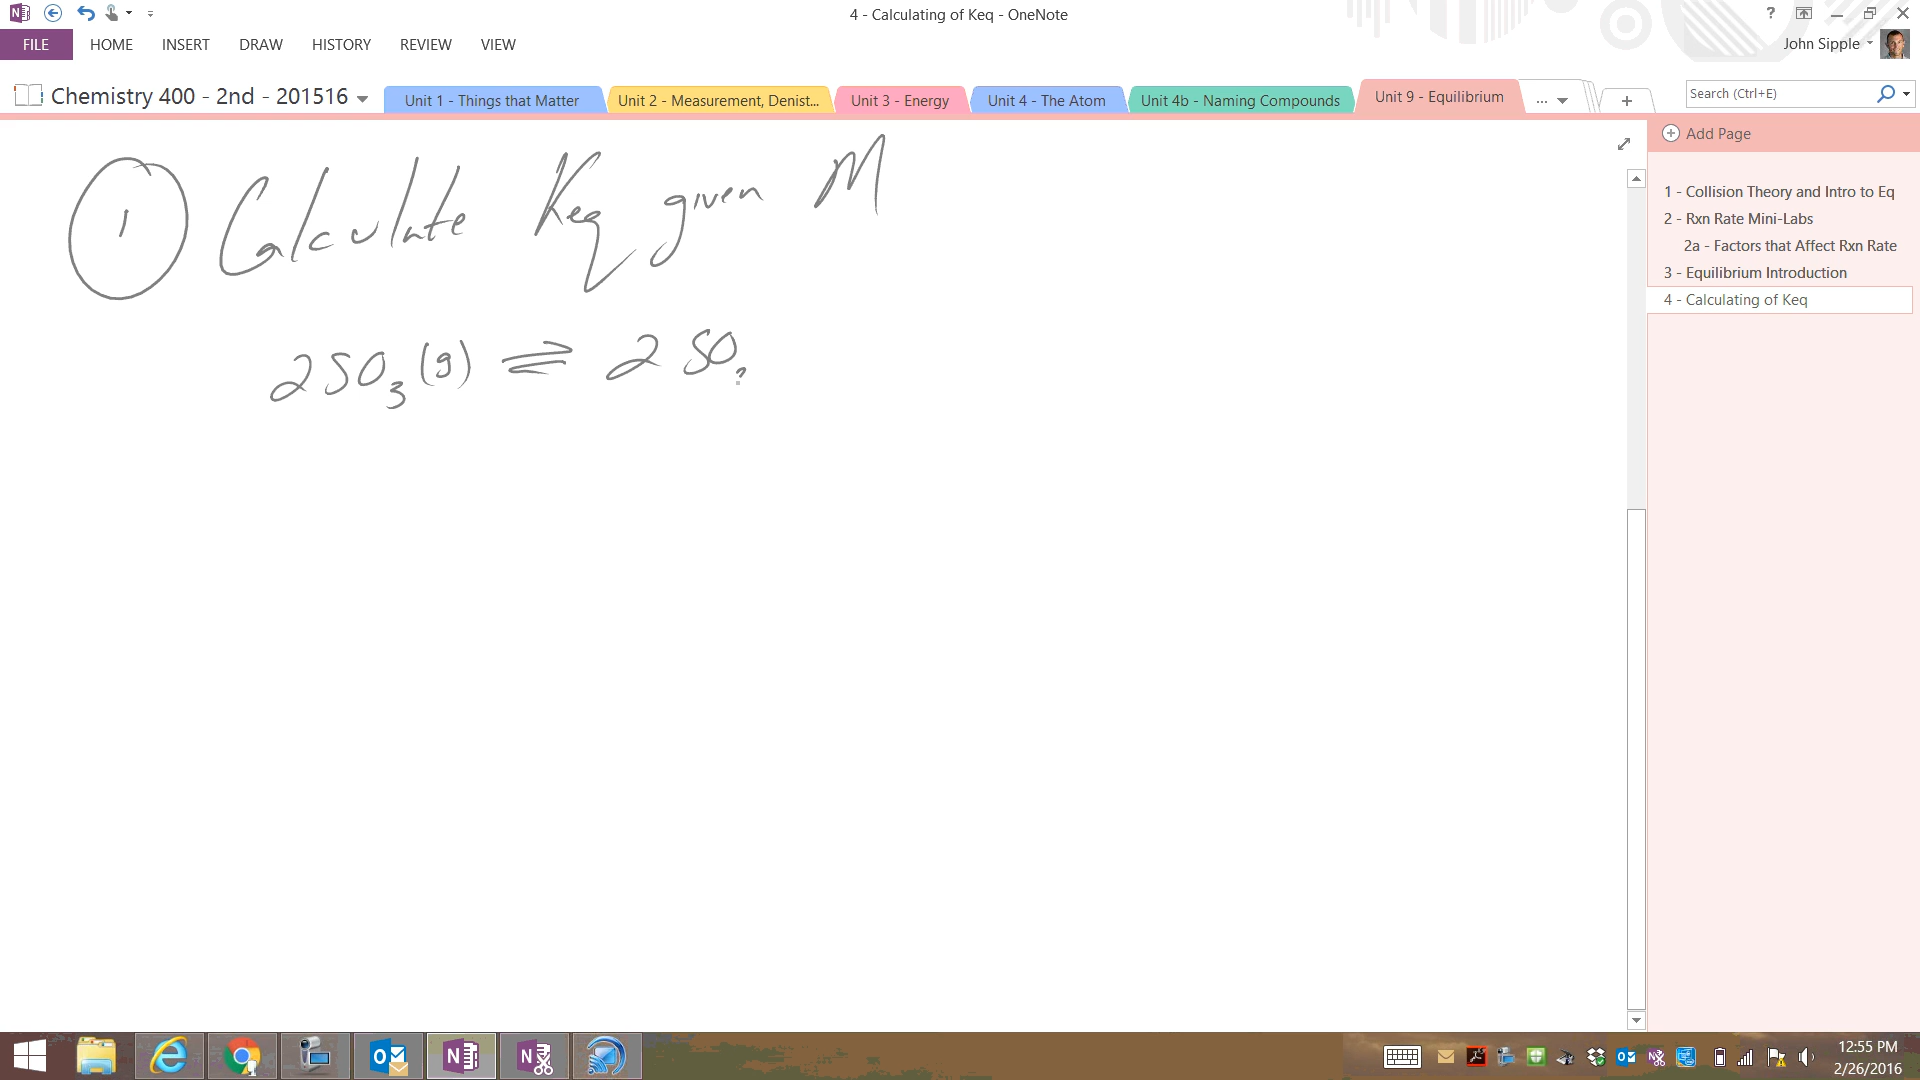 4 - Calculating of Keq - OneNote
?
FILE HOME INSERT DRAW HISTORY REVIEW VIEW
John Sipple
Chemistry 400 - 2nd - 201516
Unit 1 - Things that Matter
Unit 2 - Measurement, Denist...
Unit 3 - Energy
Unit 4 - The Atom
Unit 4b - Naming Compounds
Unit 9 - Equilibrium
...
Search (Ctrl+E)
Add Page
1 - Collision Theory and Intro to Eq
2 - Rxn Rate Mini-Labs
2a - Factors that Affect Rxn Rate
3 - Equilibrium Introduction
4 - Calculating of Keq
1 Calculate Keq given M
2SO₃(g) ⇌ 2 SO₂
12:55 PM
2/26/2016